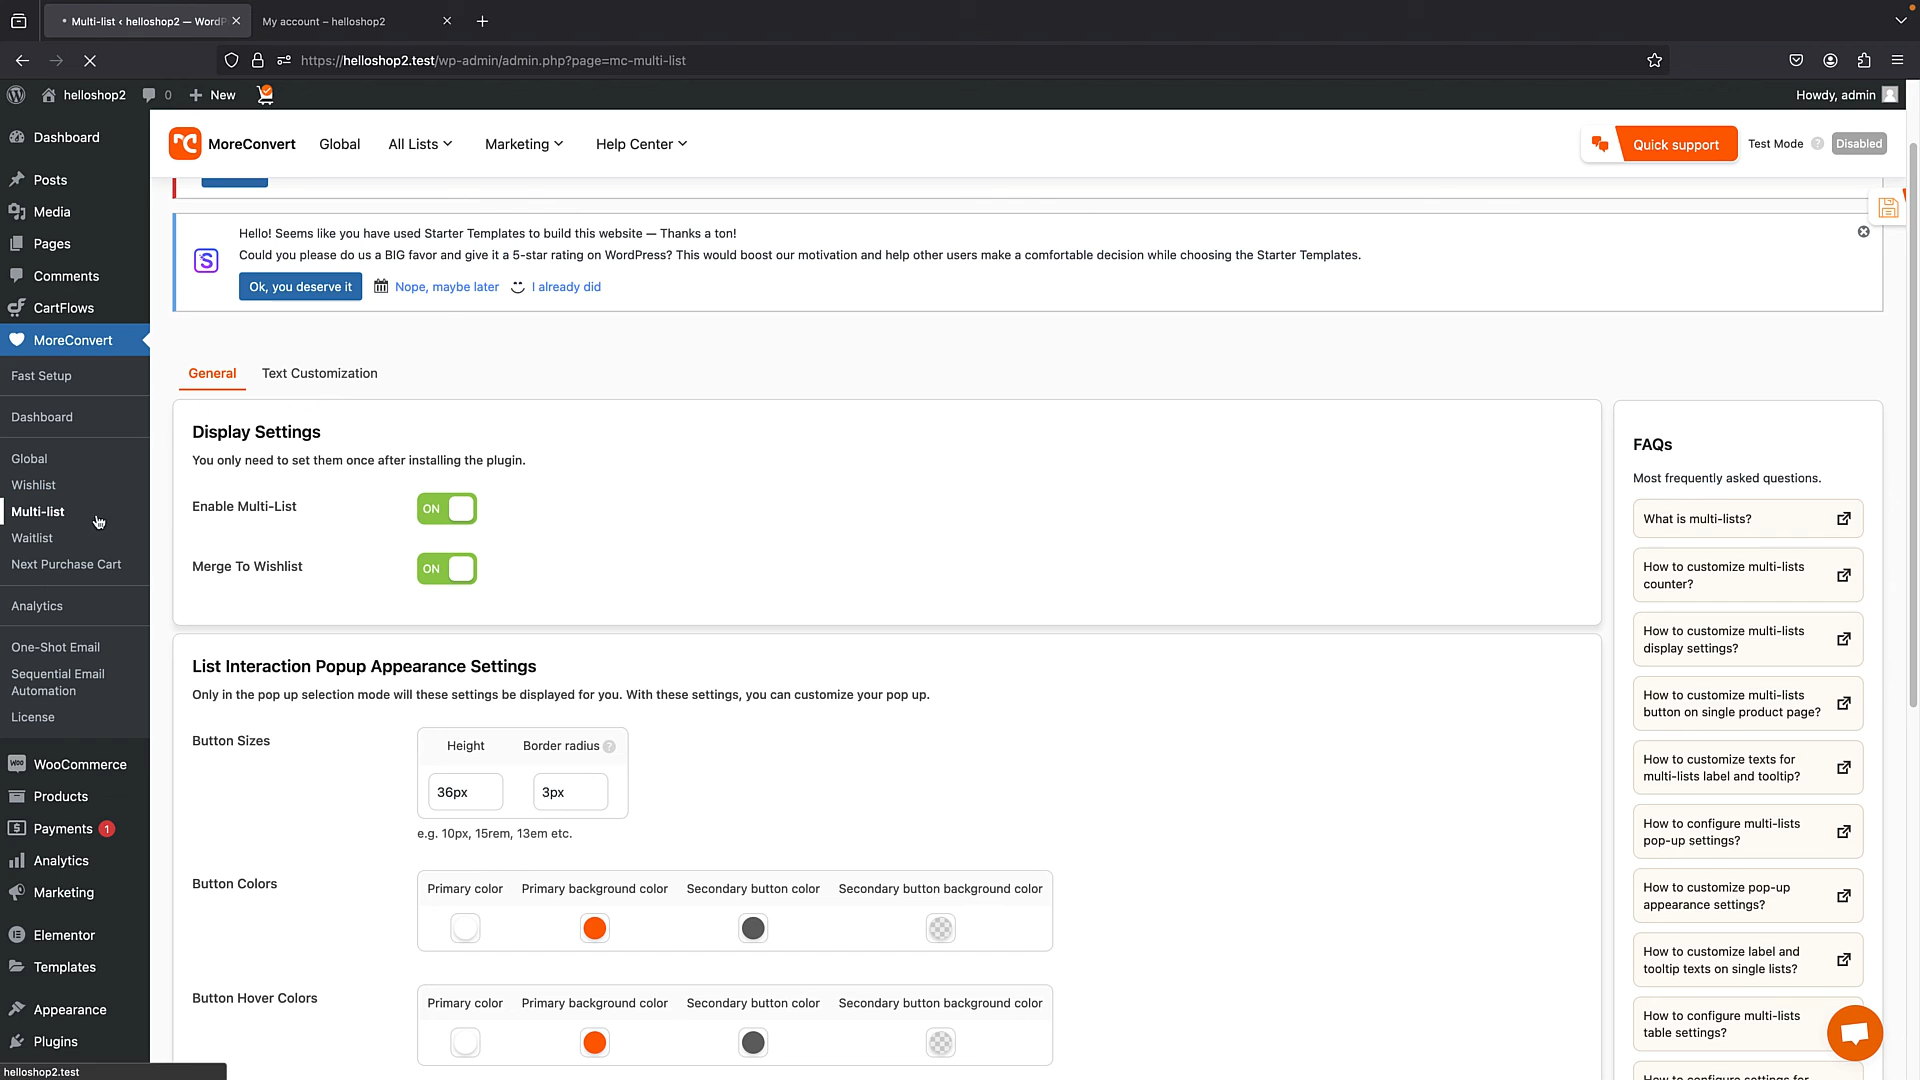 Multi-list ‹ helloshop2 — WordP
My account – helloshop2
https://helloshop2.test/wp-admin/admin.php?page=mc-multi-list
helloshop2
0
New
Howdy, admin
Dashboard
Posts
Media
Pages
Comments
CartFlows
MoreConvert
Fast Setup
Dashboard
Global
Wishlist
Multi-list
Waitlist
Next Purchase Cart
Analytics
One-Shot Email
Sequential Email
Automation
License
WooCommerce
Products
Payments 1
Analytics
Marketing
Elementor
Templates
Appearance
Plugins
helloshop2.test
MoreConvert
Global
All Lists
Marketing
Help Center
Quick support
Test Mode
Disabled
Hello! Seems like you have used Starter Templates to build this website — Thanks a ton!
Could you please do us a BIG favor and give it a 5-star rating on WordPress? This would boost our motivation and help other users make a comfortable decision while choosing the Starter Templates.
Ok, you deserve it
Nope, maybe later
I already did
General
Text Customization
Display Settings
You only need to set them once after installing the plugin.
Enable Multi-List
ON
Merge To Wishlist
ON
List Interaction Popup Appearance Settings
Only in the pop up selection mode will these settings be displayed for you. With these settings, you can customize your pop up.
Button Sizes
Height
Border radius
36px
3px
e.g. 10px, 15rem, 13em etc.
Button Colors
Primary color
Primary background color
Secondary button color
Secondary button background color
Button Hover Colors
Primary color
Primary background color
Secondary button color
Secondary button background color
FAQs
Most frequently asked questions.
What is multi-lists?
How to customize multi-lists
counter?
How to customize multi-lists
display settings?
How to customize multi-lists
button on single product page?
How to customize texts for
multi-lists label and tooltip?
How to configure multi-lists
pop-up settings?
How to customize pop-up
appearance settings?
How to customize label and
tooltip texts on single lists?
How to configure multi-lists
table settings?
How to configure settings for